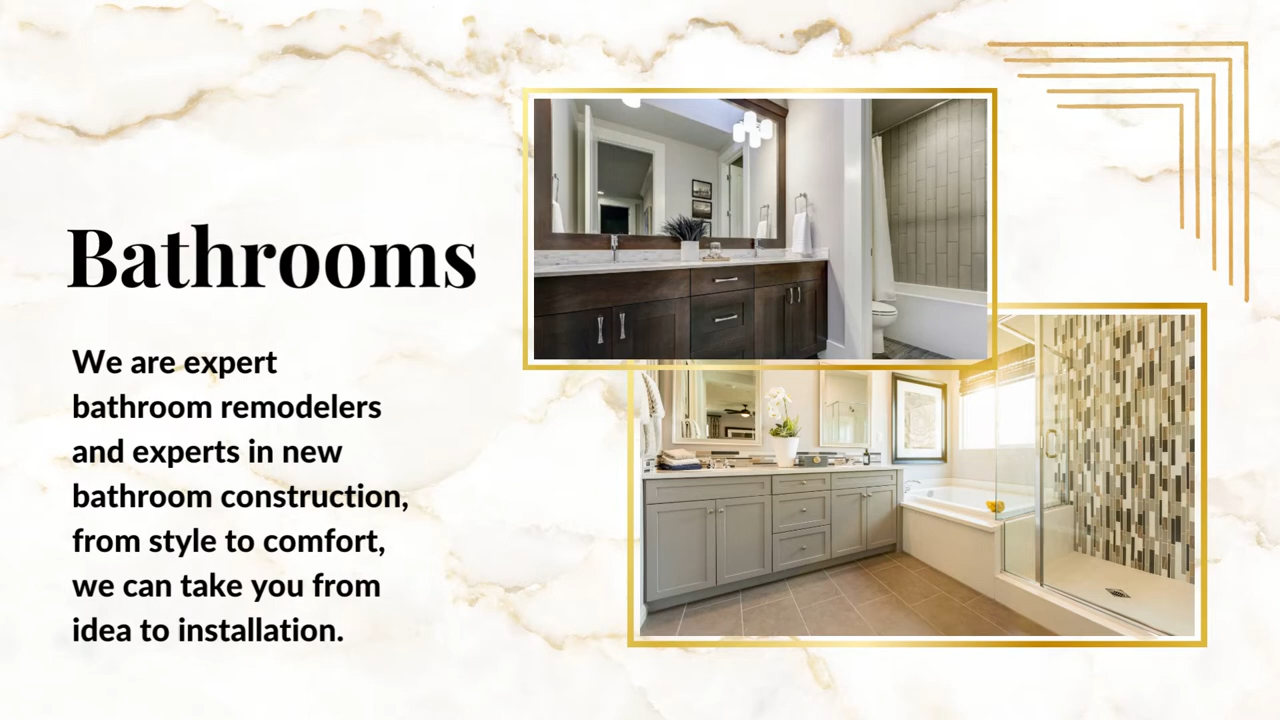 Bathrooms
We are expert
bathroom remodelers
and experts in new
bathroom construction,
from style to comfort,
we can take you from
idea to installation.